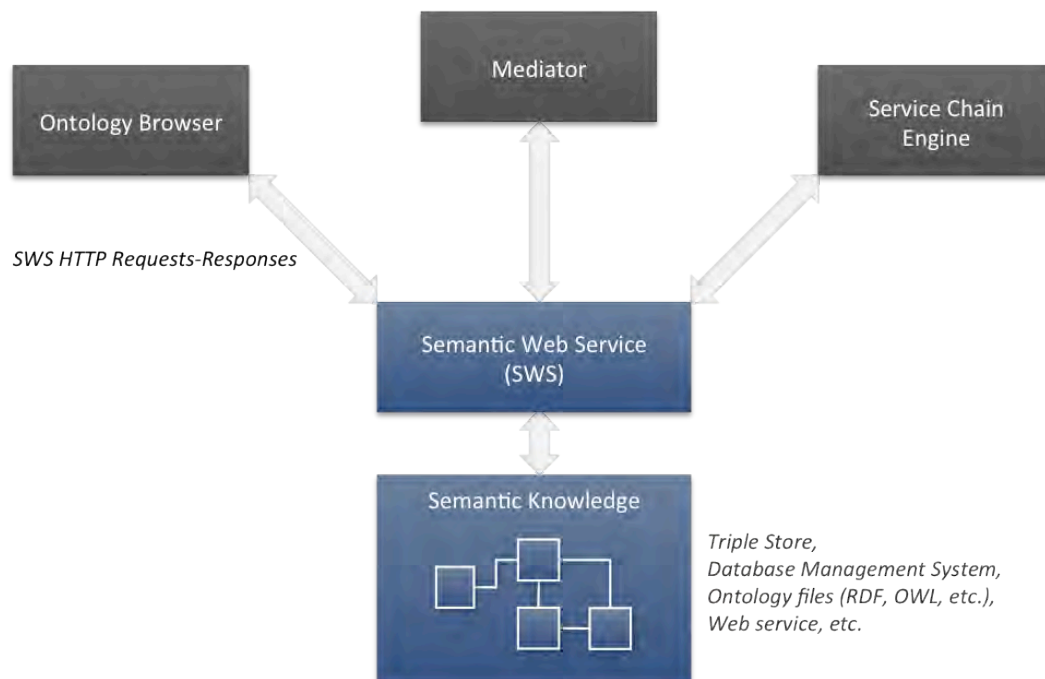 Mediator
Ontology Browser
Service Chain
Engine
SWS HTTP Requests-Responses
Semantic Web Service
(SWS)
Semantic Knowledge
Triple Store,
Database Management System,
Ontology files (RDF, OWL, etc.),
Web service, etc.